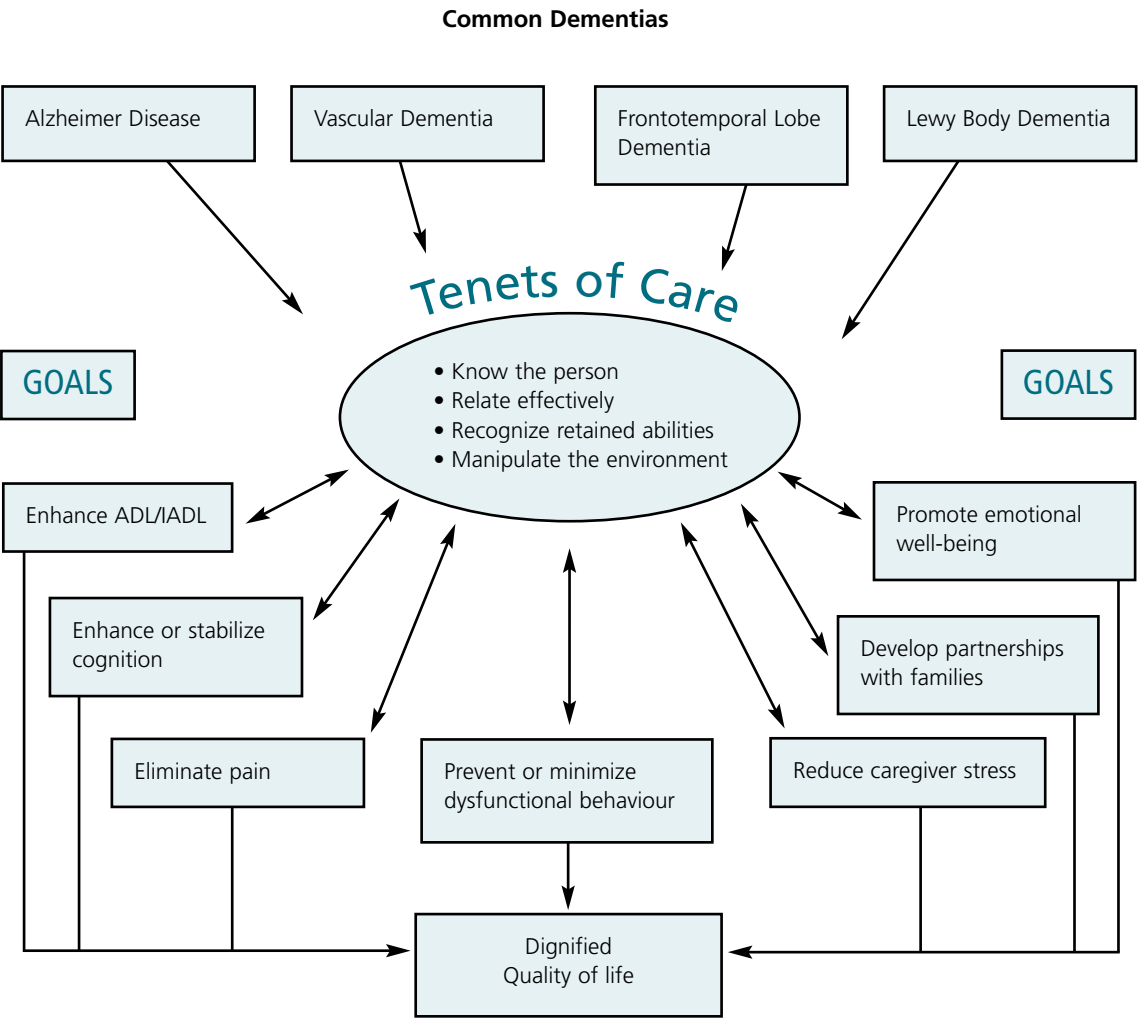 Common Dementias
Alzheimer Disease
Vascular Dementia
Frontotemporal Lobe
Dementia
Lewy Body Dementia
Tenets of Care
• Know the person
• Relate effectively
• Recognize retained abilities
• Manipulate the environment
GOALS
GOALS
Enhance ADL/IADL
Promote emotional
well-being
Enhance or stabilize
cognition
Develop partnerships
with families
Eliminate pain
Prevent or minimize
dysfunctional behaviour
Reduce caregiver stress
Dignified
Quality of life